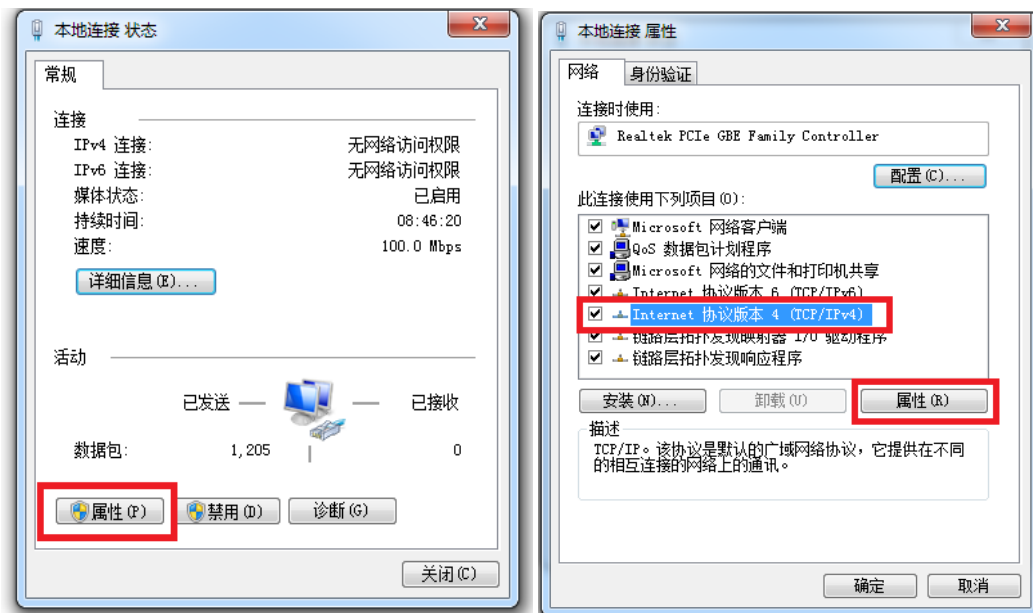 本地连接 状态
常规
连接
IPv4 连接: 无网络访问权限
IPv6 连接: 无网络访问权限
媒体状态: 已启用
持续时间: 08:46:20
速度: 100.0 Mbps
详细信息(E)...
活动
已发送 — — 已接收
数据包: 1,205 0
属性(P) 禁用(D) 诊断(G)
关闭(C)
本地连接 属性
网络 身份验证
连接时使用:
Realtek PCIe GBE Family Controller
配置(C)...
此连接使用下列项目(O):
Microsoft 网络客户端
QoS 数据包计划程序
Microsoft 网络的文件和打印机共享
Internet 协议版本 6 (TCP/IPv6)
Internet 协议版本 4 (TCP/IPv4)
链路层拓扑发现映射器 I/O 驱动程序
链路层拓扑发现响应程序
安装(N)... 卸载(U) 属性(R)
描述
TCP/IP。该协议是默认的广域网络协议，它提供在不同
的相互连接的网络上的通讯。
确定 取消